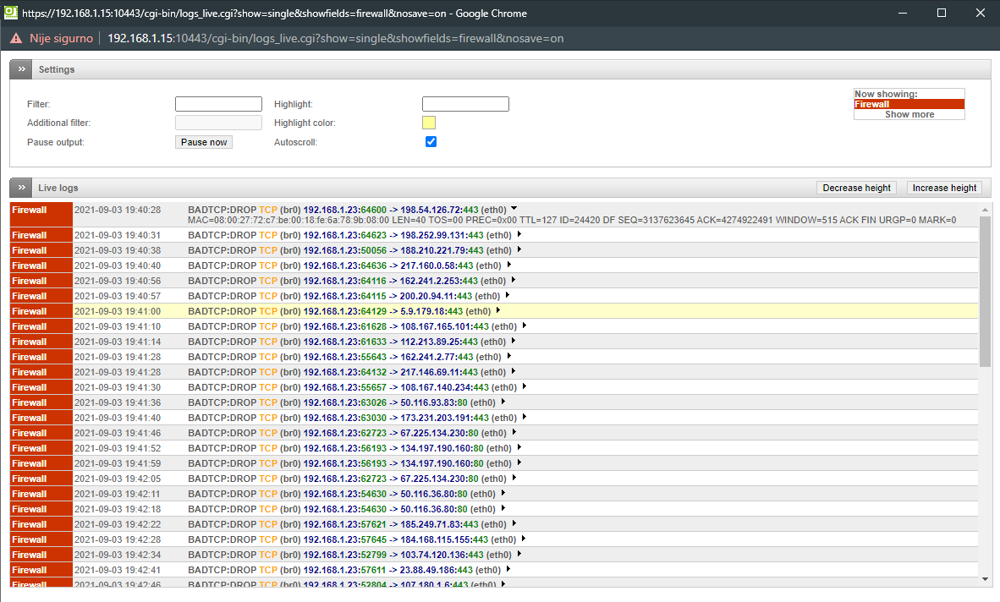 https://192.168.1.15:10443/cgi-bin/logs_live.cgi?show=single&showfields=firewall&nosave=on - Google Chrome
Nije sigurno 192.168.1.15:10443/cgi-bin/logs_live.cgi?show=single&showfields=firewall&nosave=on
Settings
Filter: Highlight:
Additional filter: Highlight color:
Pause output: Pause now Autoscroll:
Now showing:
Firewall
Show more
Live logs Decrease height Increase height
Firewall 2021-09-03 19:40:28 BADTCP:DROP TCP (br0) 192.168.1.23:64600 -> 198.54.126.72:443 (eth0)
MAC=08:00:27:72:c7:be:00:18:fe:6a:78:9b:08:00 LEN=40 TOS=00 PREC=0x00 TTL=127 ID=24420 DF SEQ=3137623645 ACK=4274922491 WINDOW=515 ACK FIN URGP=0 MARK=0
Firewall 2021-09-03 19:40:31 BADTCP:DROP TCP (br0) 192.168.1.23:64623 -> 198.252.99.131:443 (eth0)
Firewall 2021-09-03 19:40:38 BADTCP:DROP TCP (br0) 192.168.1.23:50056 -> 188.210.221.79:443 (eth0)
Firewall 2021-09-03 19:40:40 BADTCP:DROP TCP (br0) 192.168.1.23:64636 -> 217.160.0.58:443 (eth0)
Firewall 2021-09-03 19:40:56 BADTCP:DROP TCP (br0) 192.168.1.23:64116 -> 162.241.2.253:443 (eth0)
Firewall 2021-09-03 19:40:57 BADTCP:DROP TCP (br0) 192.168.1.23:64115 -> 200.20.94.11:443 (eth0)
Firewall 2021-09-03 19:41:00 BADTCP:DROP TCP (br0) 192.168.1.23:64129 -> 5.9.179.18:443 (eth0)
Firewall 2021-09-03 19:41:10 BADTCP:DROP TCP (br0) 192.168.1.23:61628 -> 108.167.165.101:443 (eth0)
Firewall 2021-09-03 19:41:14 BADTCP:DROP TCP (br0) 192.168.1.23:61633 -> 112.213.89.25:443 (eth0)
Firewall 2021-09-03 19:41:28 BADTCP:DROP TCP (br0) 192.168.1.23:55643 -> 162.241.2.77:443 (eth0)
Firewall 2021-09-03 19:41:28 BADTCP:DROP TCP (br0) 192.168.1.23:64132 -> 217.146.69.11:443 (eth0)
Firewall 2021-09-03 19:41:30 BADTCP:DROP TCP (br0) 192.168.1.23:55657 -> 108.167.140.234:443 (eth0)
Firewall 2021-09-03 19:41:36 BADTCP:DROP TCP (br0) 192.168.1.23:63026 -> 50.116.93.83:80 (eth0)
Firewall 2021-09-03 19:41:40 BADTCP:DROP TCP (br0) 192.168.1.23:63030 -> 173.231.203.191:443 (eth0)
Firewall 2021-09-03 19:41:46 BADTCP:DROP TCP (br0) 192.168.1.23:62723 -> 67.225.134.230:80 (eth0)
Firewall 2021-09-03 19:41:52 BADTCP:DROP TCP (br0) 192.168.1.23:56193 -> 134.197.190.160:80 (eth0)
Firewall 2021-09-03 19:41:59 BADTCP:DROP TCP (br0) 192.168.1.23:56193 -> 134.197.190.160:80 (eth0)
Firewall 2021-09-03 19:42:05 BADTCP:DROP TCP (br0) 192.168.1.23:62723 -> 67.225.134.230:80 (eth0)
Firewall 2021-09-03 19:42:11 BADTCP:DROP TCP (br0) 192.168.1.23:54630 -> 50.116.36.80:80 (eth0)
Firewall 2021-09-03 19:42:18 BADTCP:DROP TCP (br0) 192.168.1.23:54630 -> 50.116.36.80:80 (eth0)
Firewall 2021-09-03 19:42:22 BADTCP:DROP TCP (br0) 192.168.1.23:57621 -> 185.249.71.83:443 (eth0)
Firewall 2021-09-03 19:42:28 BADTCP:DROP TCP (br0) 192.168.1.23:57645 -> 184.168.115.155:443 (eth0)
Firewall 2021-09-03 19:42:34 BADTCP:DROP TCP (br0) 192.168.1.23:52799 -> 103.74.120.136:443 (eth0)
Firewall 2021-09-03 19:42:41 BADTCP:DROP TCP (br0) 192.168.1.23:57611 -> 23.88.49.186:443 (eth0)
Firewall 2021-09-03 19:42:46 BADTCP:DROP TCP (br0) 192.168.1.23:52804 -> 107.180.1.6:443 (eth0)